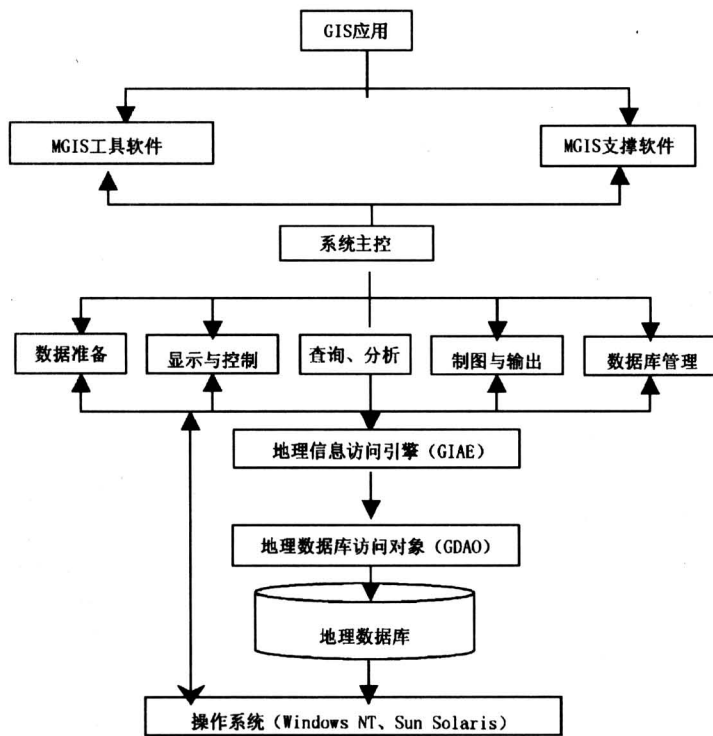 GIS应用
MGIS工具软件
MGIS支撑软件
系统主控
数据准备
显示与控制
查询、分析
制图与输出
数据库管理
地理信息访问引擎（GIAE）
地理数据库访问对象（GDAO）
地理数据库
操作系统（Windows NT、Sun Solaris）